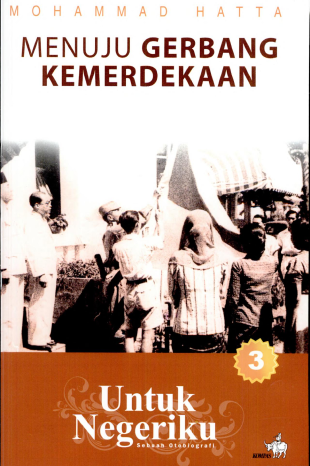 MOHAMMAD HATTA
MENUJU GERBANG
KEMERDEKAAN
3
Untuk
Negeriku
Sebuah Otobiografi